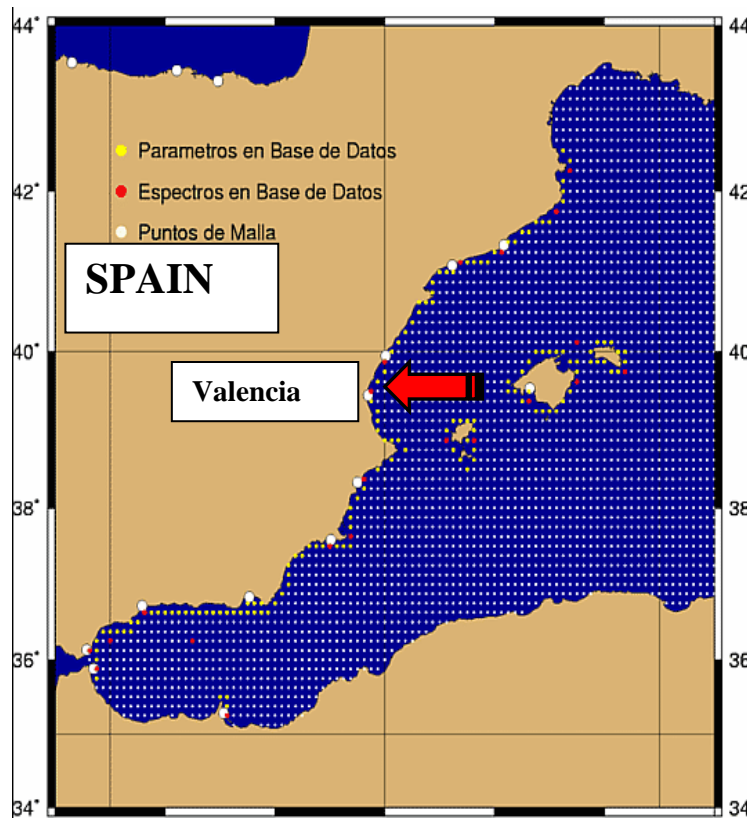 44°
44
Parametros en Base de Datos
42°
Espectros en Base de Datos
42
Puntos de Malla
SPAIN
40°
40
Valencia
38°
38
36°
36
34°
34